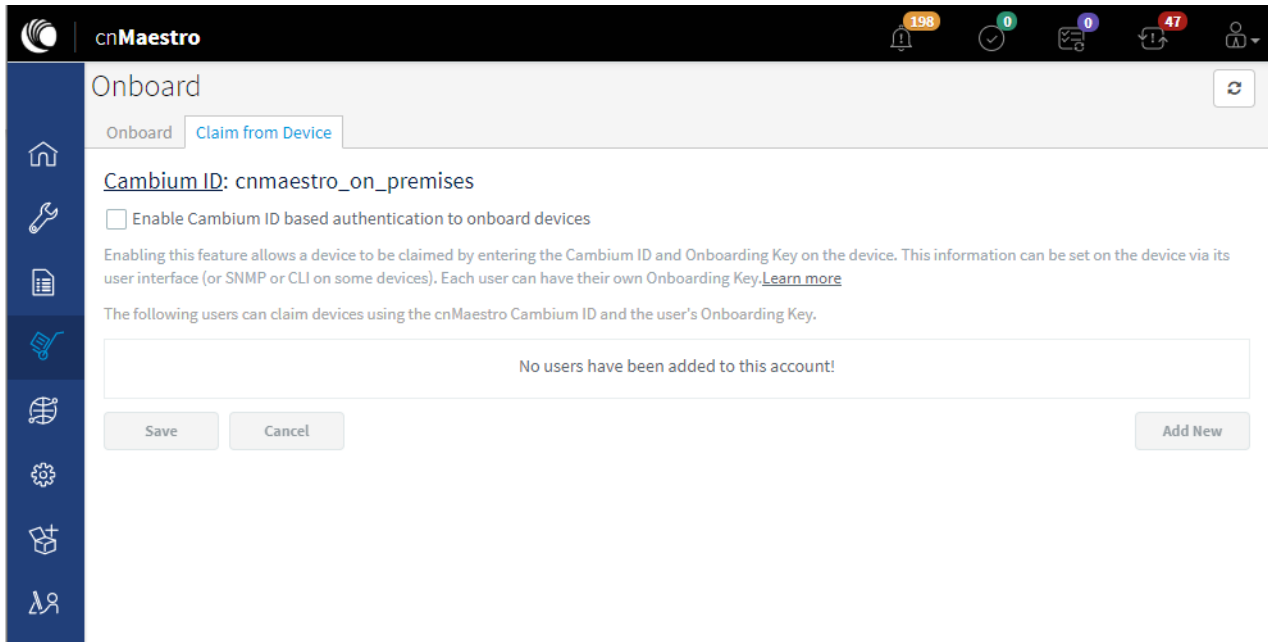 cnMaestro
198
0
0
47
Onboard
Onboard
Claim from Device
Cambium ID: cnmaestro_on_premises
Enable Cambium ID based authentication to onboard devices
Enabling this feature allows a device to be claimed by entering the Cambium ID and Onboarding Key on the device. This information can be set on the device via its
user interface (or SNMP or CLI on some devices). Each user can have their own Onboarding Key.Learn more
The following users can claim devices using the cnMaestro Cambium ID and the user's Onboarding Key.
No users have been added to this account!
Save
Cancel
Add New